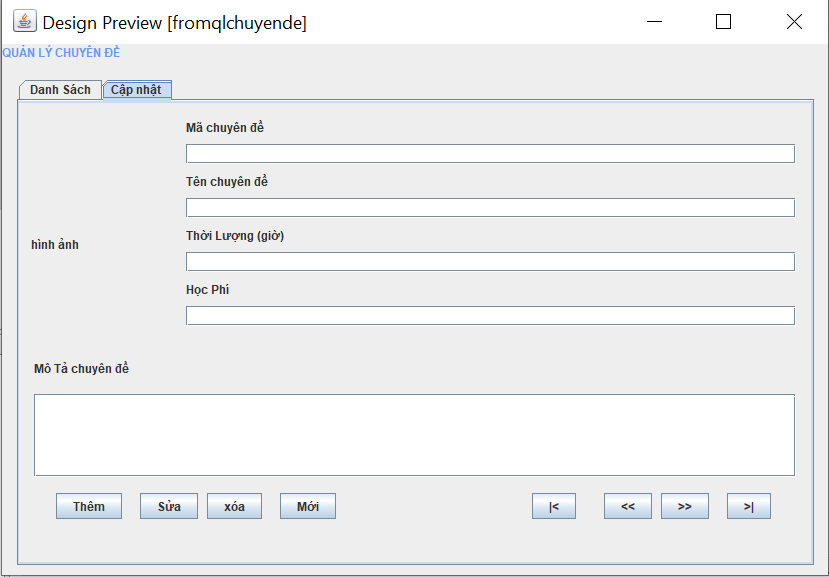 Design Preview [fromqlchuyende]
QUẢN LÝ CHUYÊN ĐỀ
Danh Sách Cập nhật
Mã chuyên đề
Tên chuyên đề
Thời Lượng (giờ)
hình ảnh
Học Phí
Mô Tả chuyên đề
Thêm Sửa xóa Mới |< << >> >|